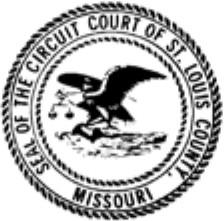 SEAL OF THE CIRCUIT COURT OF ST. LOUIS COUNTY,
MISSOURI